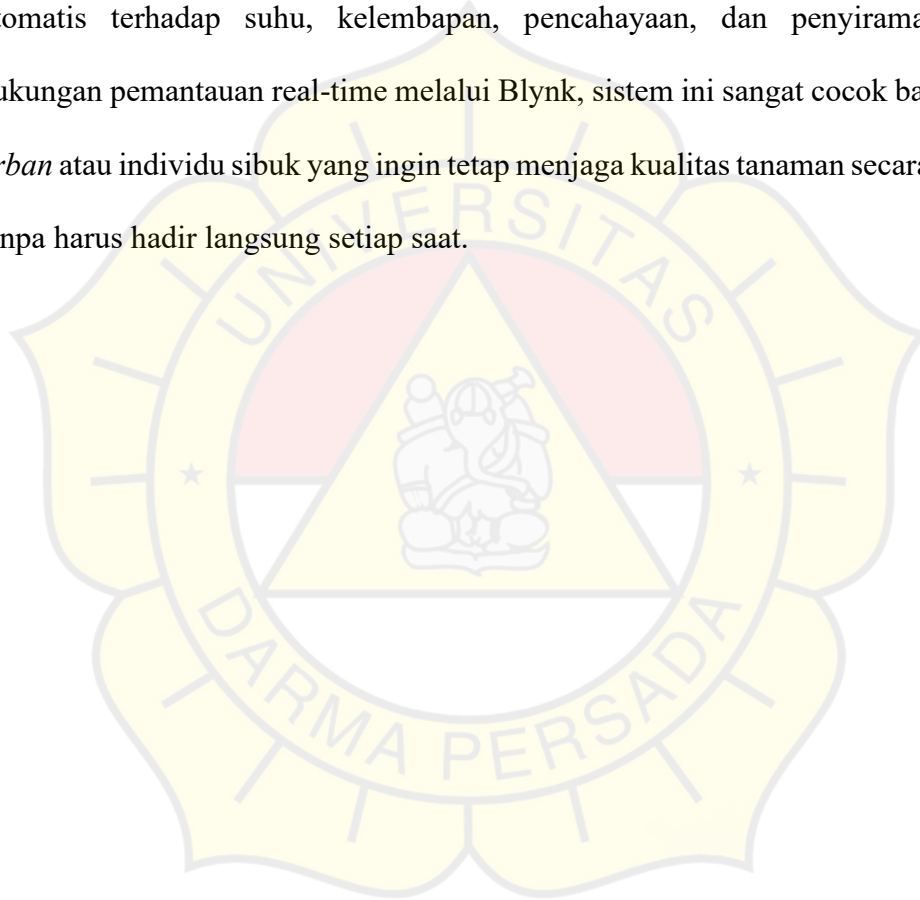 tomatis terhadap suhu, kelembapan, pencahayaan, dan penyirama
ukungan pemantauan real-time melalui Blynk, sistem ini sangat cocok ba
rban atau individu sibuk yang ingin tetap menjaga kualitas tanaman secara
npa harus hadir langsung setiap saat.
UNIVERSITAS
DARMA PERSADA